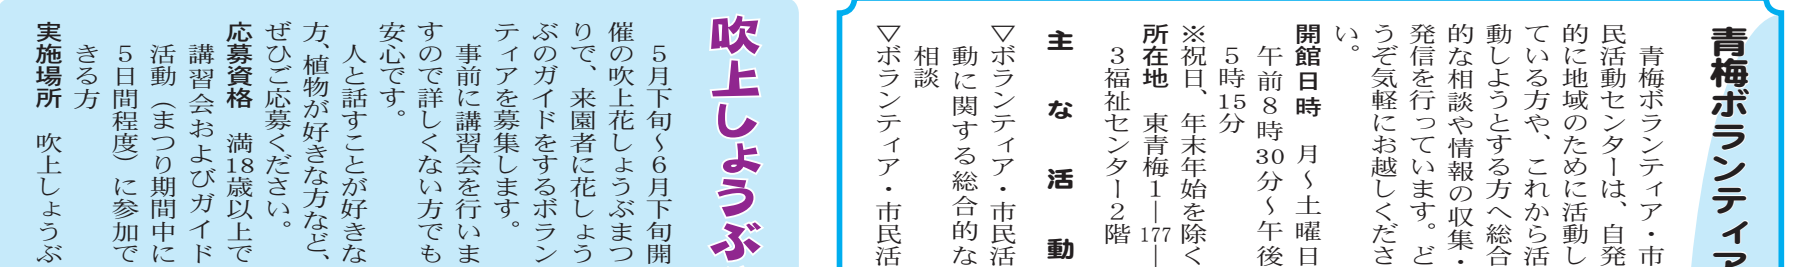 青梅ボランティア
青梅ボランティア・市
民活動センターは、自発
的に地域のために活動し
ている方や、これから活
動しようとする方へ総合
的な相談や情報の収集・
発信を行っています。ど
うぞ気軽にお越しくださ
い。
開館日時　月〜土曜日
午前8時30分〜午後
5時15分
※祝日、年末年始を除く
所在地　東青梅1―177―
3福祉センター2階
主な活動
▽ボランティア・市民活
動に関する総合的な
相談
▽ボランティア・市民活
吹上しょうぶ
5月下旬〜6月下旬開
催の吹上花しょうぶまつ
りで、来園者に花しょう
ぶのガイドをするボラン
ティアを募集します。
事前に講習会を行いま
すので詳しくない方でも
安心です。
人と話すことが好きな
方、植物が好きな方など、
ぜひご応募ください。
応募資格　満18歳以上で
講習会およびガイド
活動（まつり期間中に
5日間程度）に参加で
きる方
実施場所　吹上しょうぶ